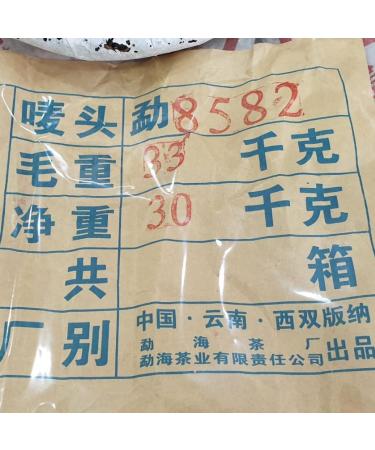 唛头 勐8582
毛重 33 千克
净重 30 千克
共 箱
厂别 中国·云南·西双版纳
勐海茶厂
勐海茶业有限责任公司 出品